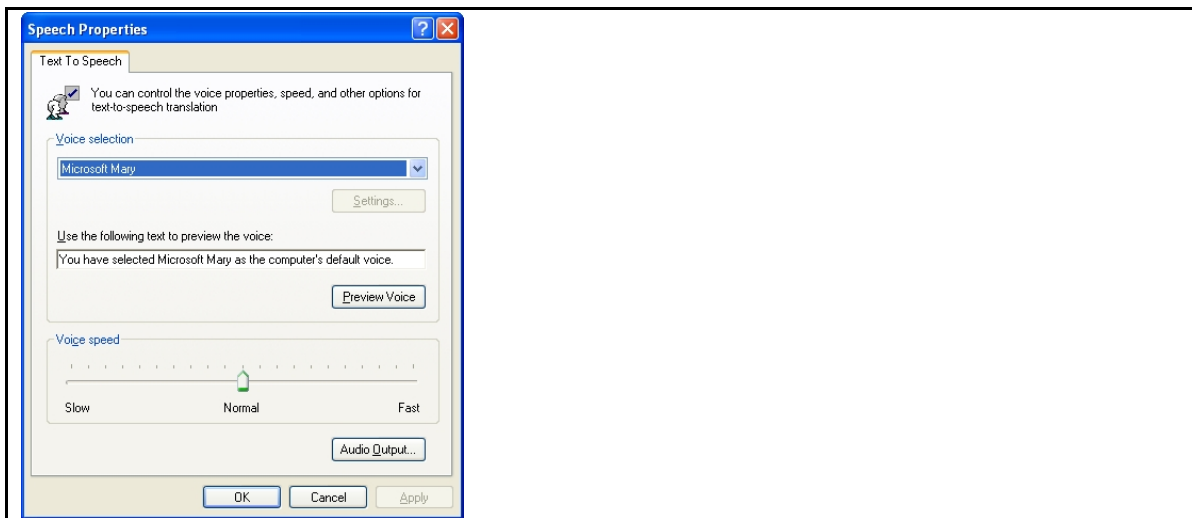 Speech Properties
Text To Speech
You can control the voice properties, speed, and other options for
text-to-speech translation
Voice selection
Microsoft Mary
Settings...
Use the following text to preview the voice:
You have selected Microsoft Mary as the computer's default voice.
Preview Voice
Voice speed
Slow Normal Fast
Audio Output...
OK Cancel Apply